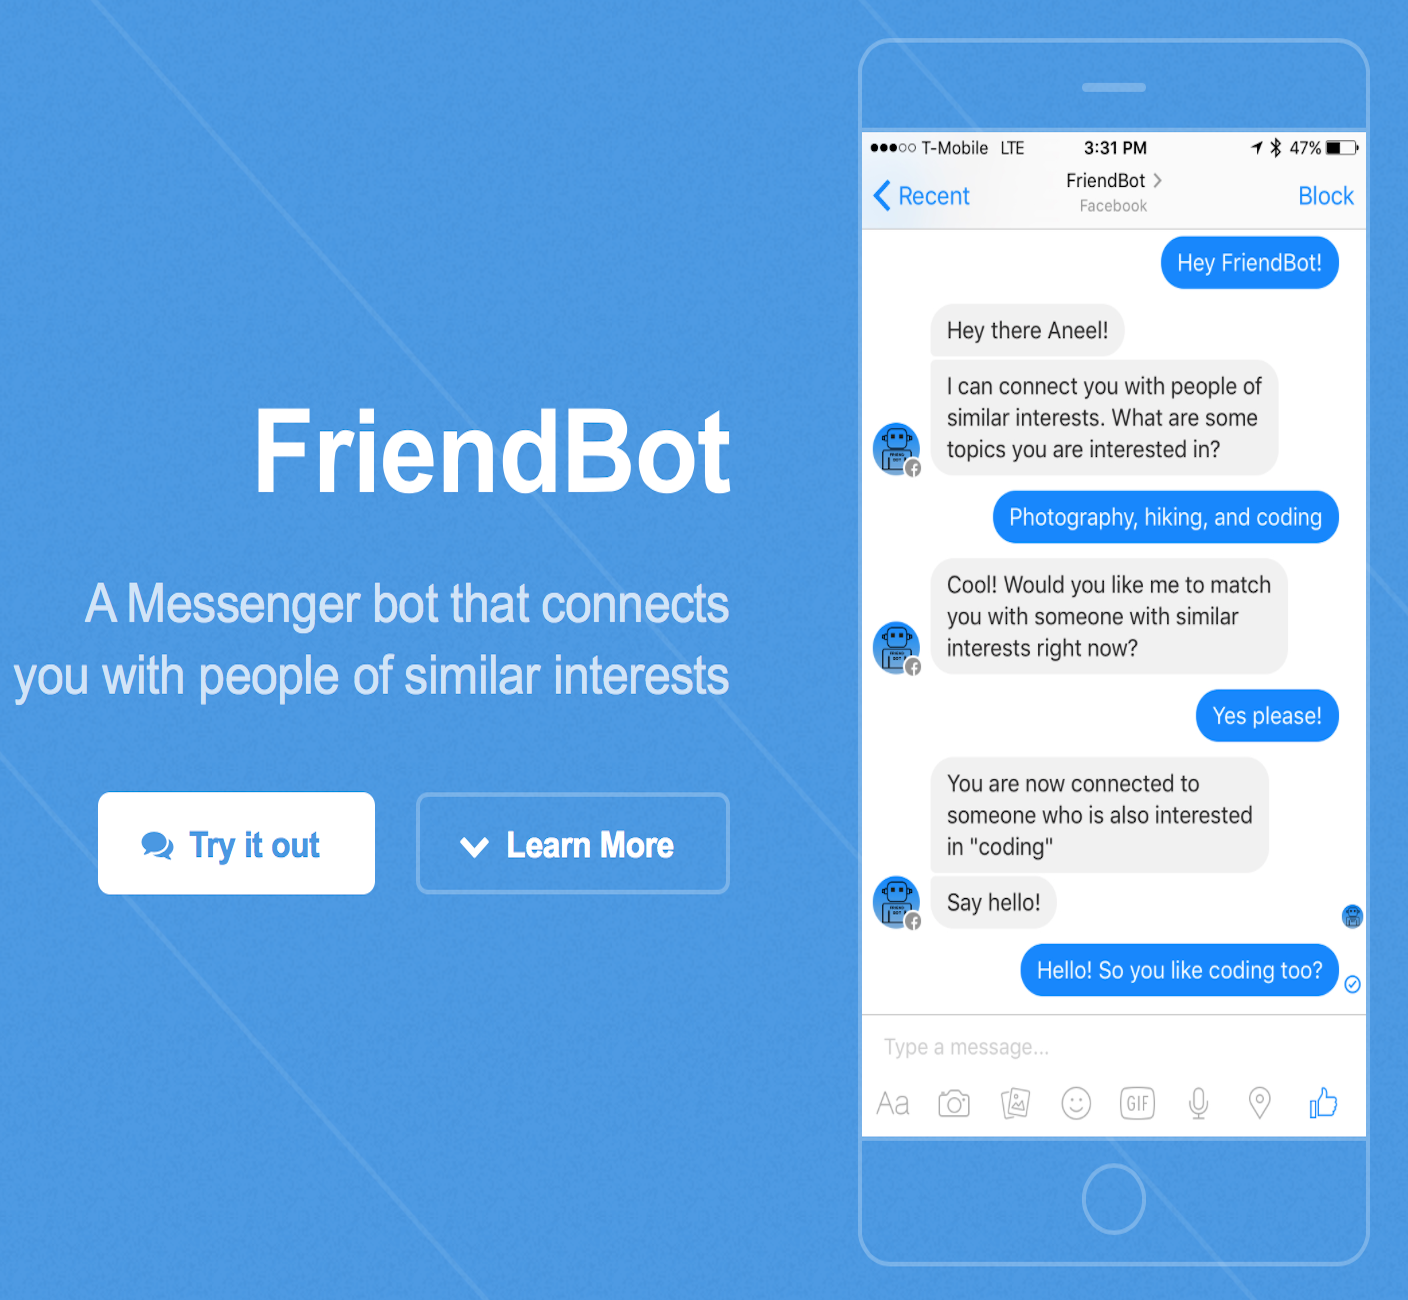 FriendBot
A Messenger bot that connects
you with people of similar interests
Try it out
Learn More
T-Mobile LTE 3:31 PM 47%
Recent
FriendBot
Facebook
Block
Hey FriendBot!
Hey there Aneel!
I can connect you with people of
similar interests. What are some
topics you are interested in?
Photography, hiking, and coding
Cool! Would you like me to match
you with someone with similar
interests right now?
Yes please!
You are now connected to
someone who is also interested
in "coding"
Say hello!
Hello! So you like coding too?
Type a message...
Aa
GIF